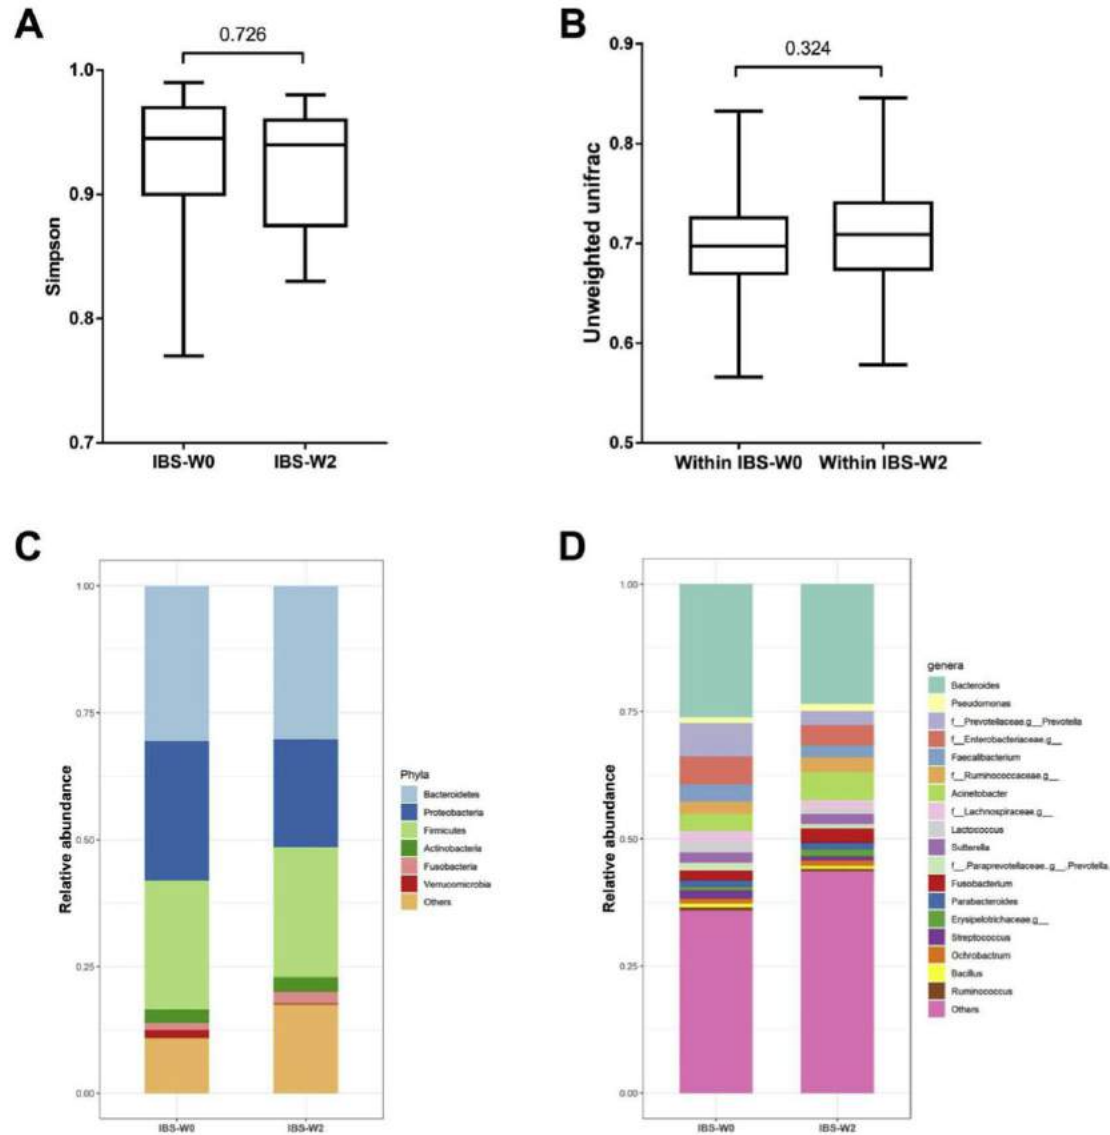 A
0.726
1.0
0.9
0.8
0.7
Simpson
IBS-W0 IBS-W2
B
0.324
0.9
0.8
0.7
0.6
0.5
Unweighted unifrac
Within IBS-W0 Within IBS-W2
C
1.00
0.75
0.50
0.25
0.00
Relative abundance
IBS-W0 IBS-W2
Phyla
Bacteroidetes
Proteobacteria
Firmicutes
Actinobacteria
Fusobacteria
Verrucomicrobia
Others
D
1.00
0.75
0.50
0.25
0.00
Relative abundance
IBS-W0 IBS-W2
genera
Bacteroides
Pseudomonas
f__Prevotellaceae.g__Prevotella
f__Enterobacteriaceae.g__
Faecalibacterium
f__Ruminococcaceae.g__
Acinetobacter
f__Lachnospiraceae.g__
Lactococcus
Sutterella
f__.Paraprevotellaceae..g__.Prevotella.
Fusobacterium
Parabacteroides
Erysipelotrichaceae.g__
Streptococcus
Ochrobactrum
Bacillus
Ruminococcus
Others